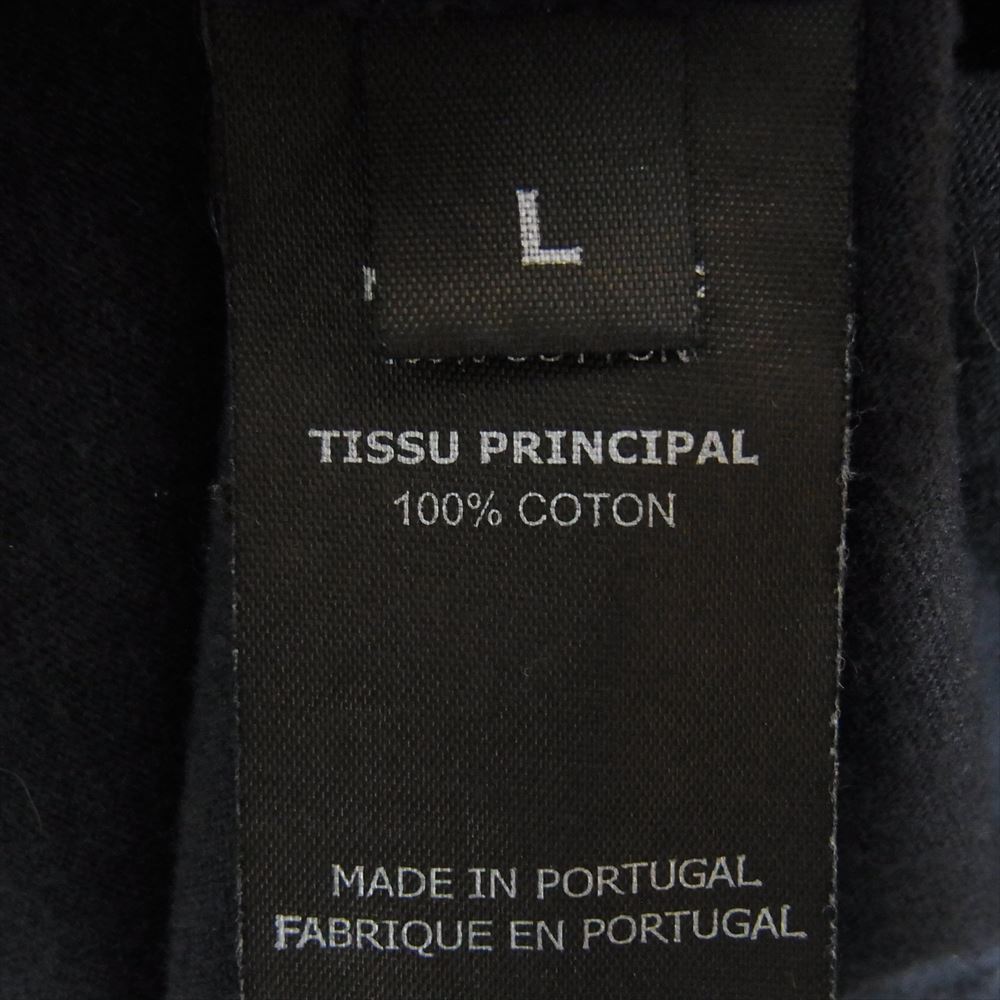 L
TISSU PRINCIPAL
100% COTON
MADE IN PORTUGAL
FABRIQUE EN PORTUGAL